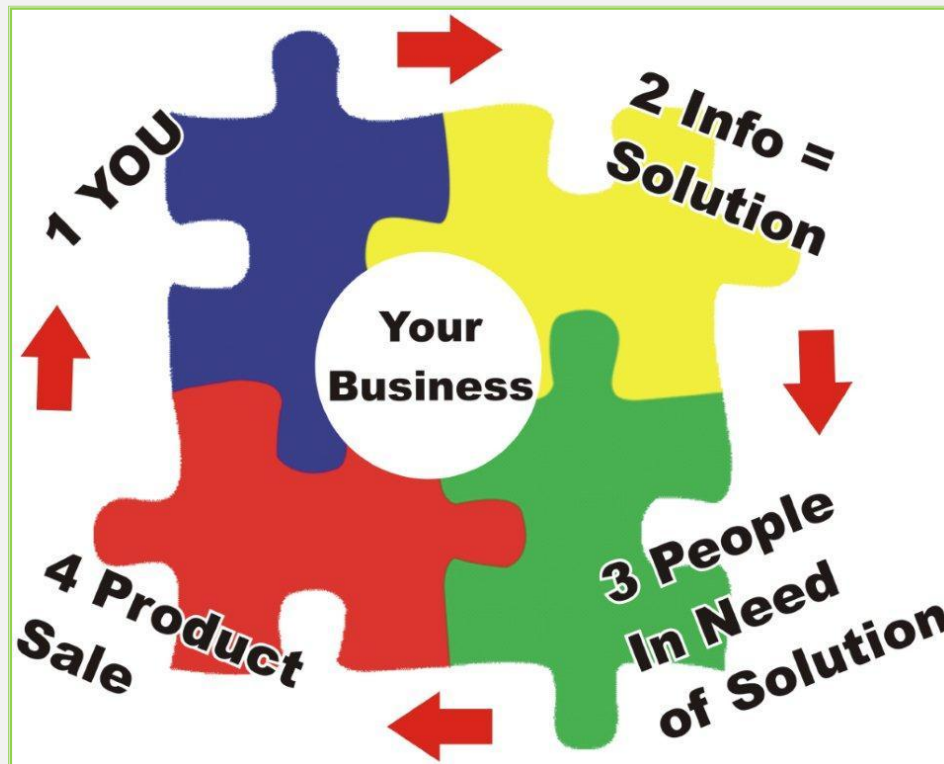 1 YOU
2 Info =
Solution
Your
Business
3 People
In Need
of Solution
4 Product
Sale